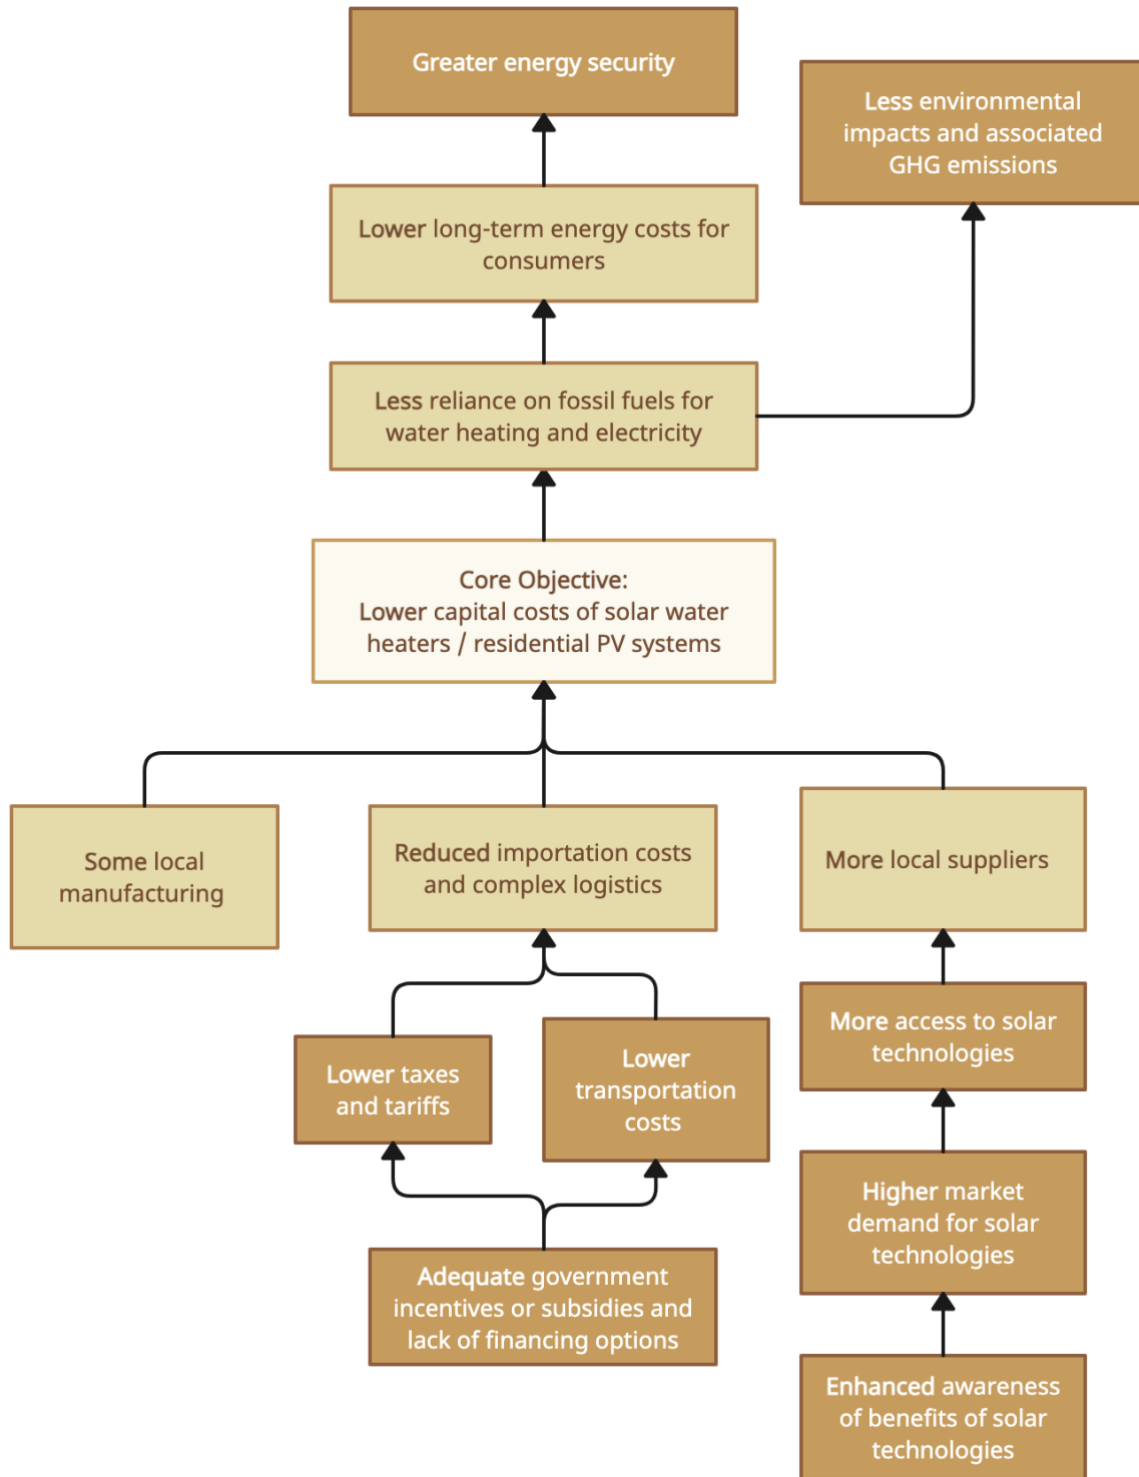 Greater energy security
Less environmental
impacts and associated
GHG emissions
Lower long-term energy costs for
consumers
Less reliance on fossil fuels for
water heating and electricity
Core Objective:
Lower capital costs of solar water
heaters / residential PV systems
Some local
manufacturing
Reduced importation costs
and complex logistics
More local suppliers
Lower taxes
and tariffs
Lower
transportation
costs
More access to solar
technologies
Higher market
demand for solar
technologies
Adequate government
incentives or subsidies and
lack of financing options
Enhanced awareness
of benefits of solar
technologies